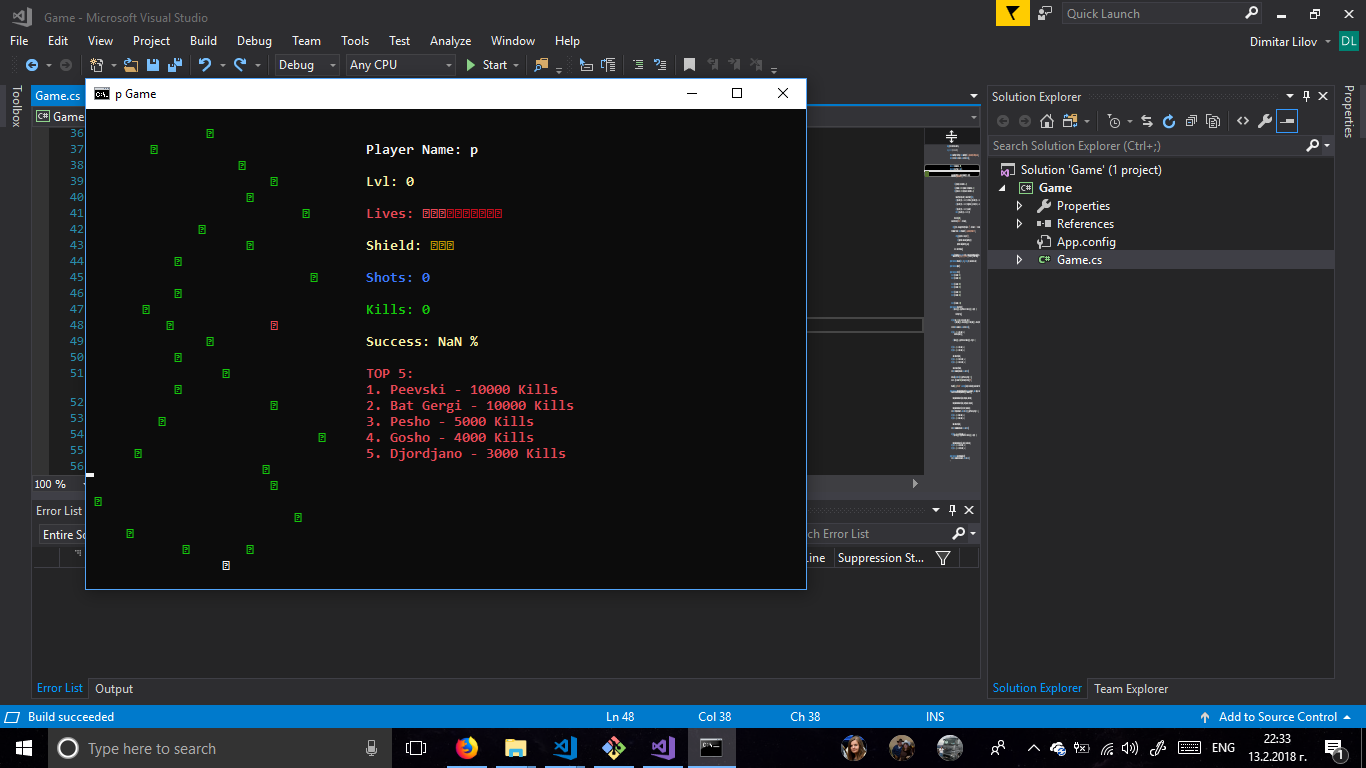 Game - Microsoft Visual Studio
Quick Launch
File Edit View Project Build Debug Team Tools Test Analyze Window Help
Dimitar Lilov DL
Debug Any CPU Start
Toolbox
Game.cs
C# Game
p Game
36
37
38
39
40
41
42
43
44
45
46
47
48
49
50
51
52
53
54
55
56
Player Name: p
Lvl: 0
Lives:
Shield:
Shots: 0
Kills: 0
Success: NaN %
TOP 5:
1. Peevski - 10000 Kills
2. Bat Gergi - 10000 Kills
3. Pesho - 5000 Kills
4. Gosho - 4000 Kills
5. Djordjano - 3000 Kills
100 %
Solution Explorer
Search Solution Explorer (Ctrl+;)
Solution 'Game' (1 project)
C# Game
Properties
References
App.config
C# Game.cs
Properties
Error List
Entire So
ch Error List
ine Suppression St...
Error List Output
Solution Explorer Team Explorer
Build succeeded Ln 48 Col 38 Ch 38 INS Add to Source Control
Type here to search
ENG
22:33
13.2.2018 г.
1